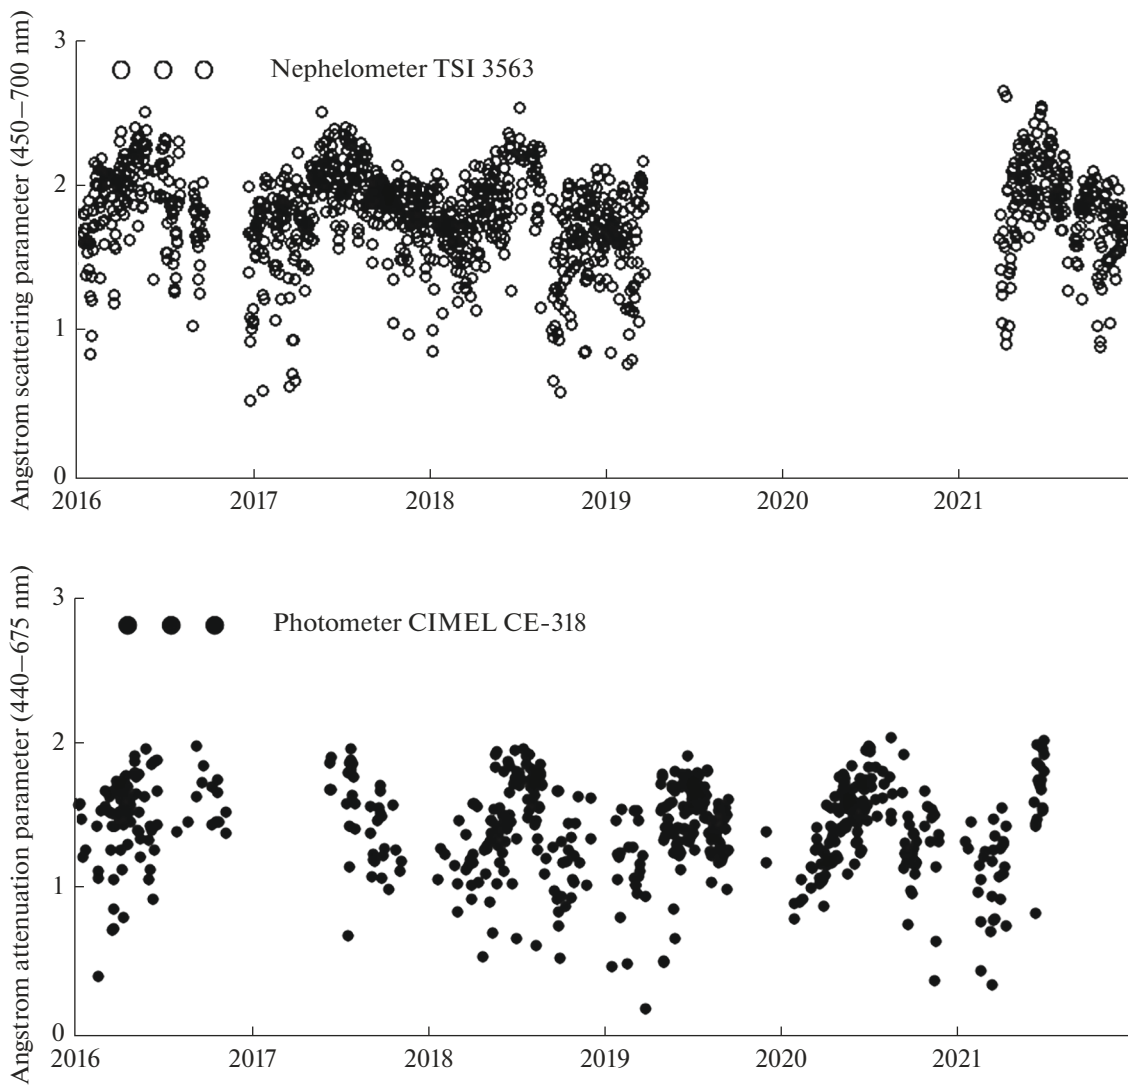 Angstrom scattering parameter (450–700 nm)
3
Nephelometer TSI 3563
2
1
0
2016 2017 2018 2019 2020 2021
Angstrom attenuation parameter (440–675 nm)
3
Photometer CIMEL CE-318
2
1
0
2016 2017 2018 2019 2020 2021